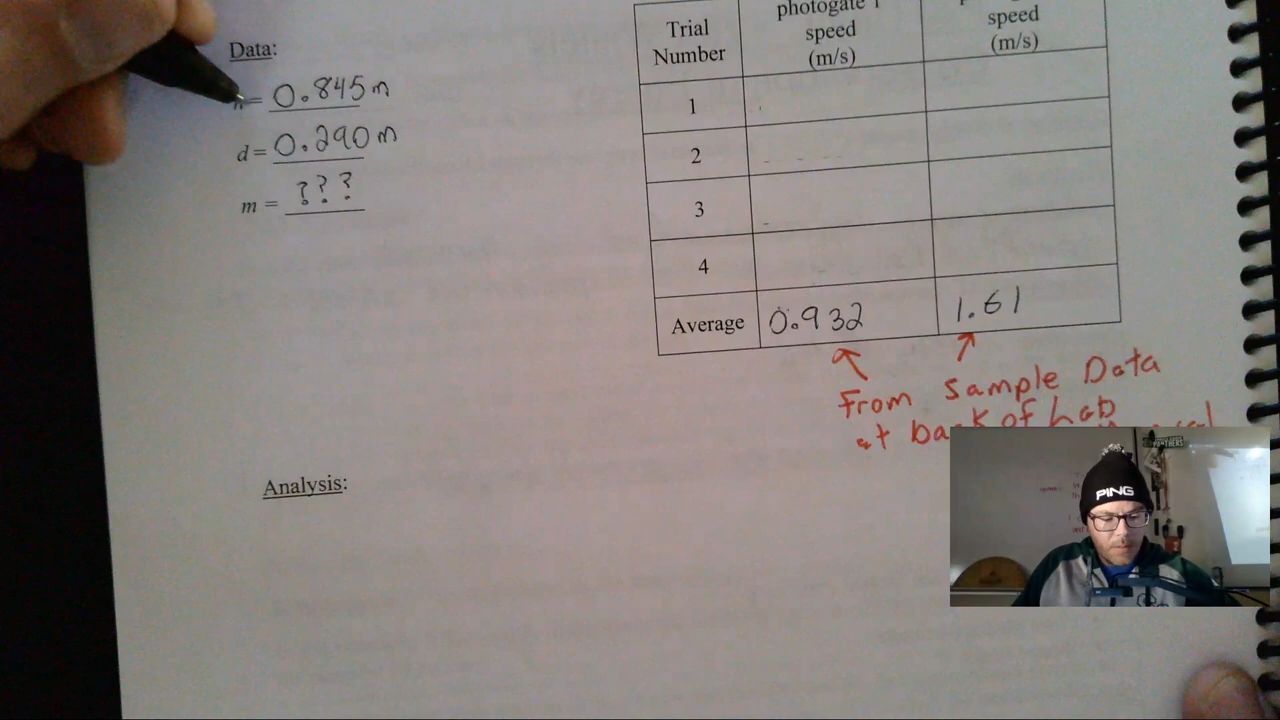 Data:
= 0.845 m
d = 0.290 m
m = ???
Trial
Number
photogate 1
speed
(m/s)
speed
(m/s)
1
2
3
4
Average
0.932
1.61
From Sample Data
at back of Lab
Analysis:
PING